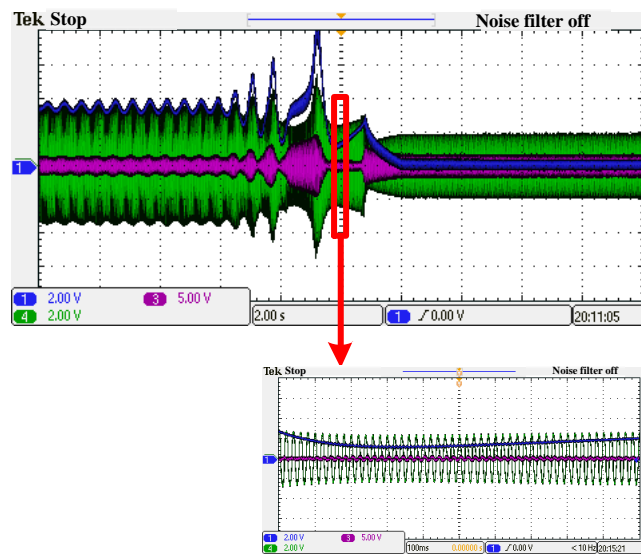 Tek Stop Noise filter off
1
1 2.00 V 3 5.00 V
4 2.00 V 2.00 s 1 ∫ 0.00 V 20:11:05
Tek Stop Noise filter off
1
1 2.00 V 3 5.00 V
4 2.00 V 100ms 0.00000 s 1 ∫ 0.00 V < 10 Hz 20:15:21